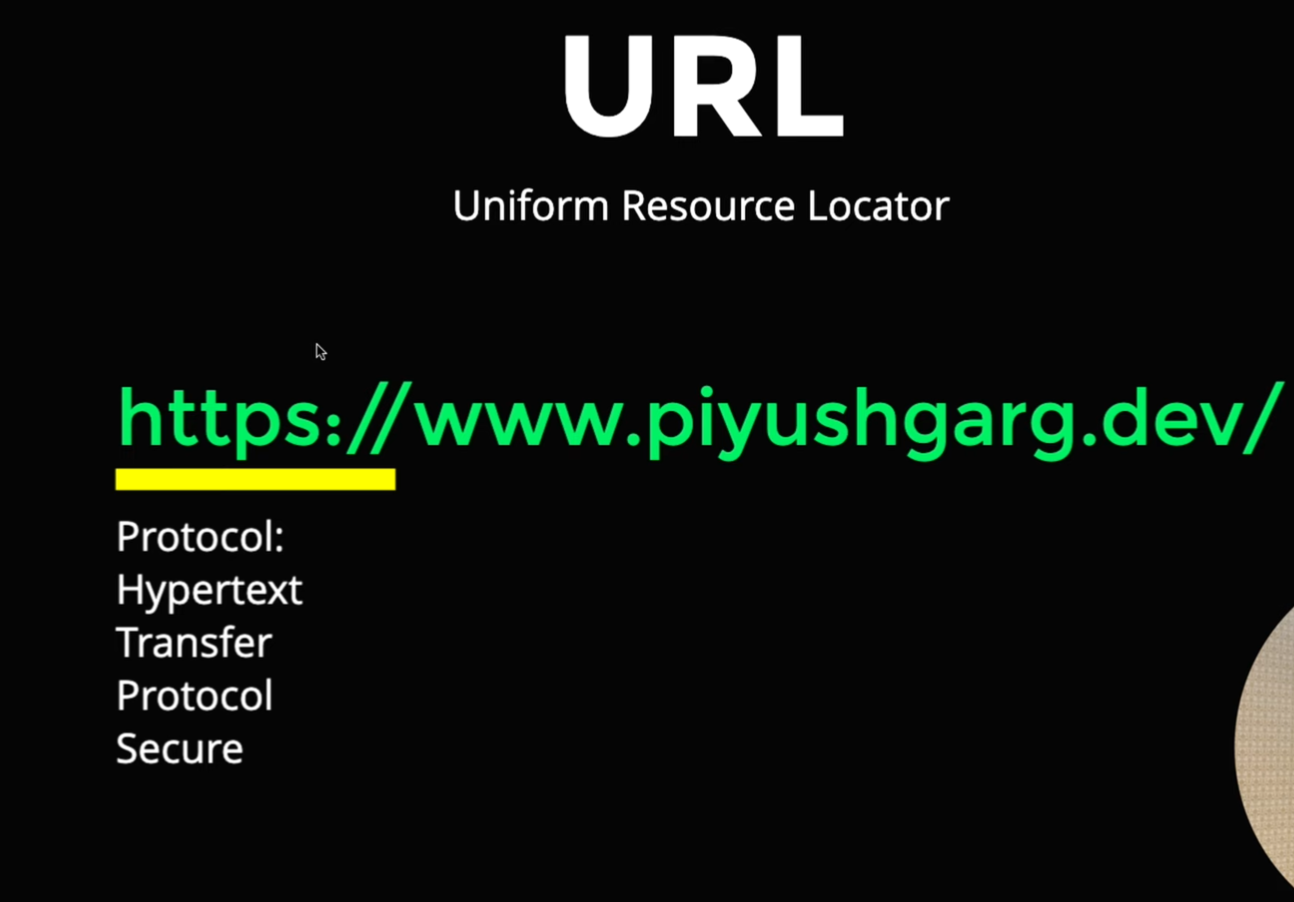 URL
Uniform Resource Locator
https://www.piyushgarg.dev/
Protocol:
Hypertext
Transfer
Protocol
Secure